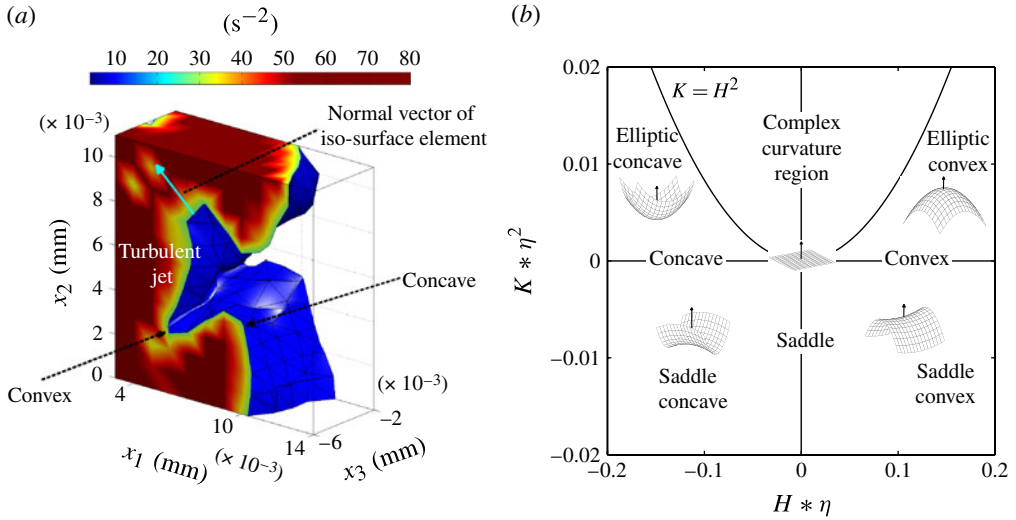 (a)
(s−2)
10 20 30 40 50 60 70 80
Normal vector of
iso-surface element
(× 10−3)
10
8
6
4
2
0
x2 (mm)
Turbulent
jet
Concave
Convex
4
10
14
x1 (mm)
(× 10−3)
−6
−2
(× 10−3)
x3 (mm)
(b)
0.02
0.01
0
−0.01
−0.02
K ∗ η2
K = H2
Elliptic
concave
Complex
curvature
region
Elliptic
convex
Concave
Convex
Saddle
Saddle
concave
Saddle
convex
−0.2 −0.1 0 0.1 0.2
H ∗ η